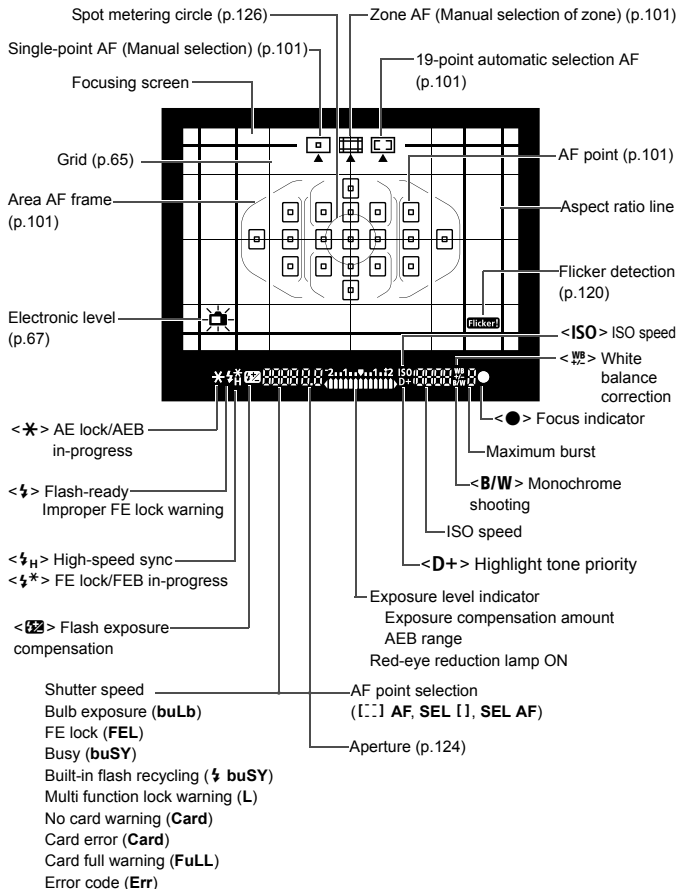 Spot metering circle (p.126)
Zone AF (Manual selection of zone) (p.101)
Single-point AF (Manual selection) (p.101)
19-point automatic selection AF
(p.101)
Focusing screen
Grid (p.65)
AF point (p.101)
Area AF frame
(p.101)
Aspect ratio line
Flicker detection
(p.120)
Flicker!
Electronic level
(p.67)
<ISO> ISO speed
<WB +/-> White
balance
correction
<●> Focus indicator
<✱> AE lock/AEB
in-progress
Maximum burst
<B/W> Monochrome
shooting
<⚡> Flash-ready
Improper FE lock warning
ISO speed
<⚡H> High-speed sync
<⚡✱> FE lock/FEB in-progress
<D+> Highlight tone priority
Exposure level indicator
Exposure compensation amount
AEB range
Red-eye reduction lamp ON
Flash exposure
compensation
Shutter speed
Bulb exposure (buLb)
FE lock (FEL)
Busy (buSY)
Built-in flash recycling (⚡ buSY)
Multi function lock warning (L)
No card warning (Card)
Card error (Card)
Card full warning (FuLL)
Error code (Err)
AF point selection
([ ] AF, SEL [ ], SEL AF)
Aperture (p.124)